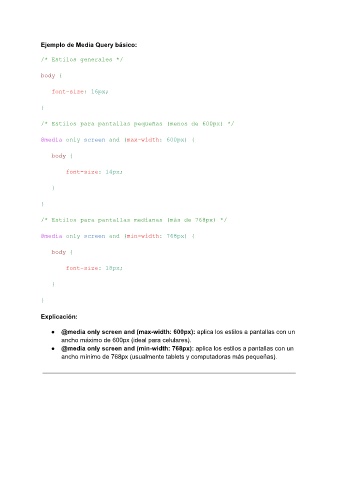 Ejemplo de Media Query básico:
/* Estilos generales */
body {
font-size: 16px;
}
/* Estilos para pantallas pequeñas (menos de 600px) */
@media only screen and (max-width: 600px) {
body {
font-size: 14px;
}
}
/* Estilos para pantallas medianas (más de 768px) */
@media only screen and (min-width: 768px) {
body {
font-size: 18px;
}
}
Explicación:
● @media only screen and (max-width: 600px): aplica los estilos a pantallas con un
ancho máximo de 600px (ideal para celulares).
● @media only screen and (min-width: 768px): aplica los estilos a pantallas con un
ancho mínimo de 768px (usualmente tablets y computadoras más pequeñas).